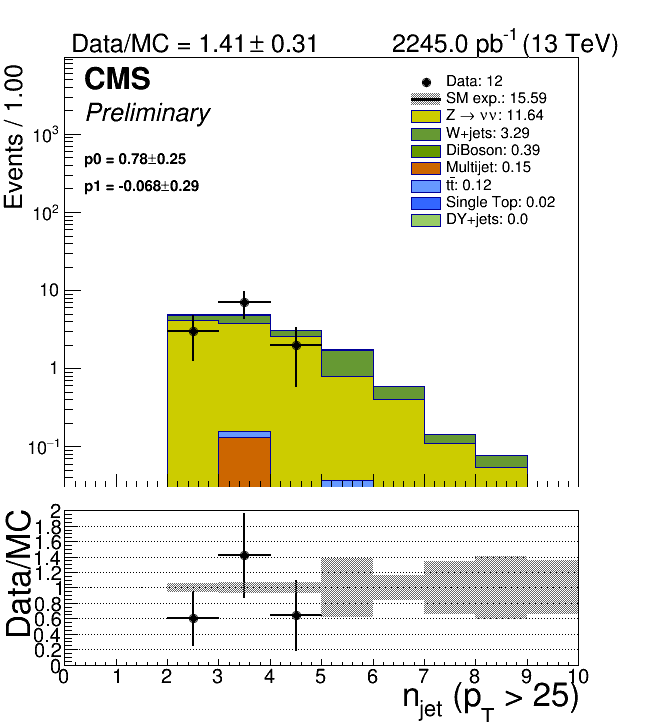 Data/MC = 1.41 ± 0.31 2245.0 pb⁻¹ (13 TeV)
CMS
Preliminary
p0 = 0.78±0.25
p1 = -0.068±0.29
Data: 12
SM exp.: 15.59
Z → νν: 11.64
W+jets: 3.29
DiBoson: 0.39
Multijet: 0.15
tt̄: 0.12
Single Top: 0.02
DY+jets: 0.0
Events / 1.00
10³
10²
10
1
10⁻¹
Data/MC
2
1.8
1.6
1.4
1.2
1
0.8
0.6
0.4
0.2
0
0 1 2 3 4 5 6 7 8 9 10
n_jet (p_T > 25)